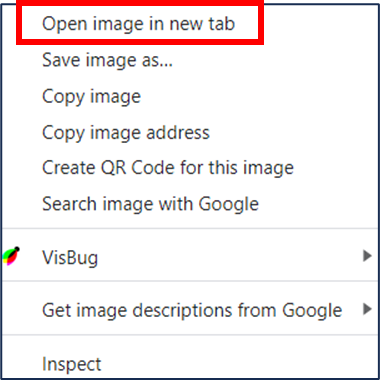 Open image in new tab
Save image as...
Copy image
Copy image address
Create QR Code for this image
Search image with Google
VisBug
Get image descriptions from Google
Inspect